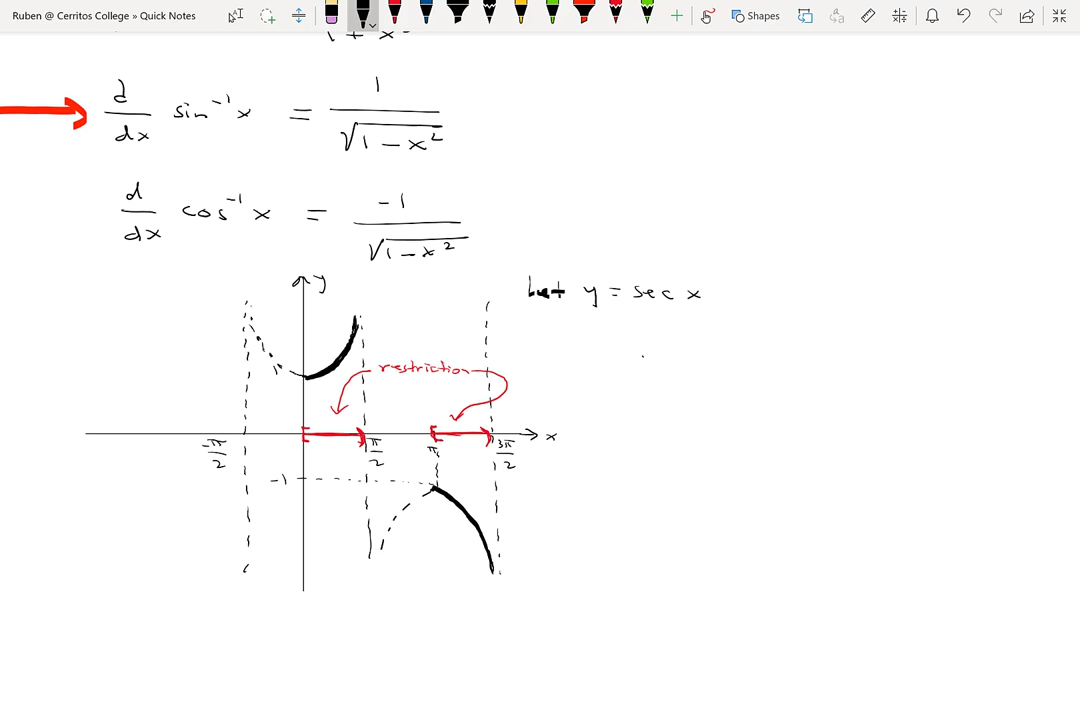 Ruben @ Cerritos College » Quick Notes
Shapes
1 + x²
d/dx sin⁻¹x = 1/√(1 − x²)
d/dx cos⁻¹x = -1/√(1 − x²)
y
Let y = sec x
restriction
x
-π/2
π/2
π
3π/2
-1